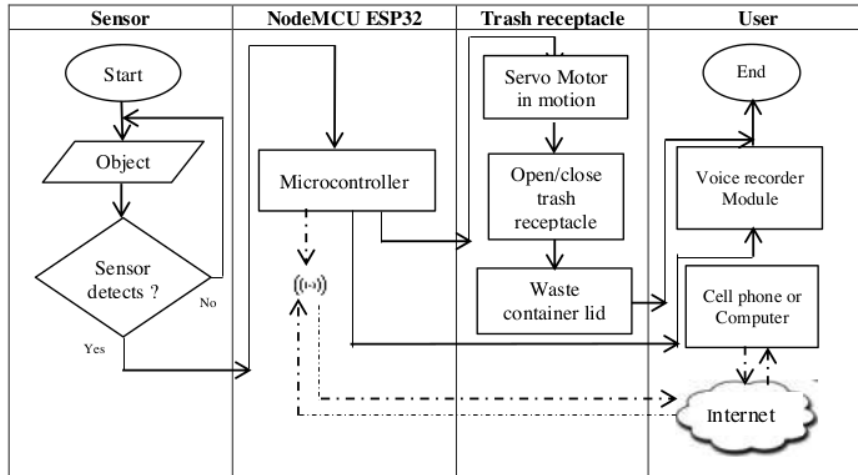 Sensor
NodeMCU ESP32
Trash receptacle
User
Start
Object
Sensor
detects ?
No
Yes
Microcontroller
((·))
Servo Motor
in motion
Open/close
trash
receptacle
Waste
container lid
End
Voice recorder
Module
Cell phone or
Computer
Internet